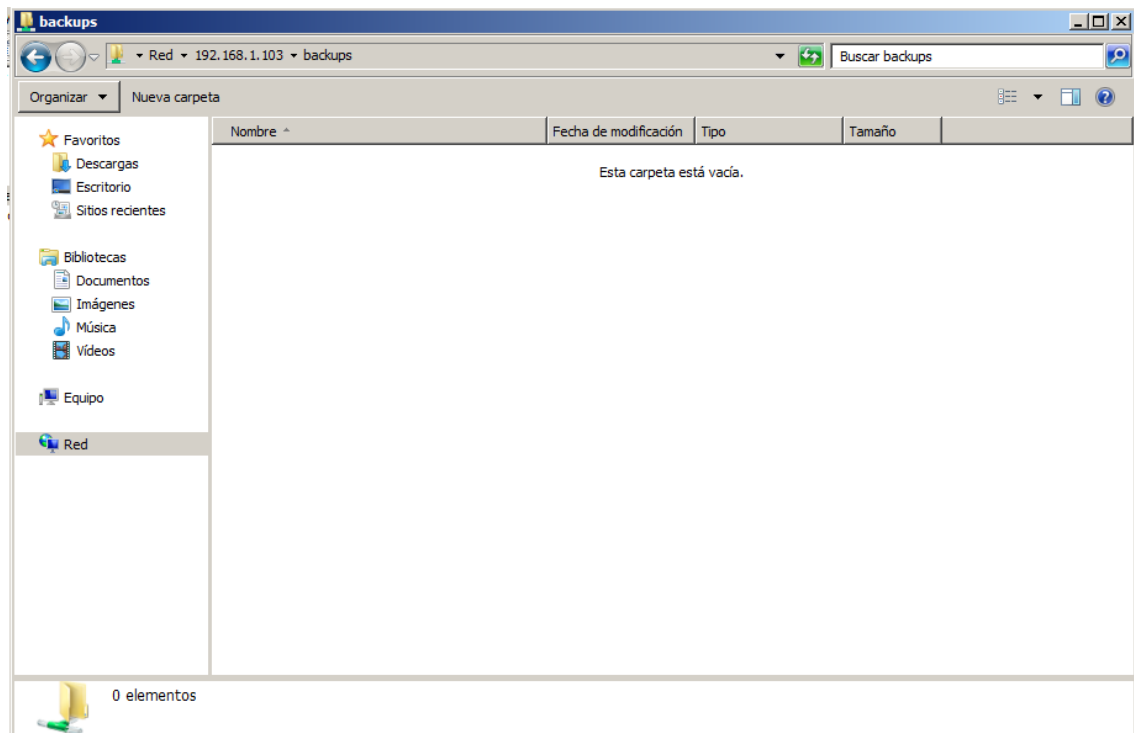 backups
Red 192.168.1.103 backups
Buscar backups
Organizar Nueva carpeta
Nombre Fecha de modificación Tipo Tamaño
Esta carpeta está vacía.
Favoritos
Descargas
Escritorio
Sitios recientes
Bibliotecas
Documentos
Imágenes
Música
Vídeos
Equipo
Red
0 elementos